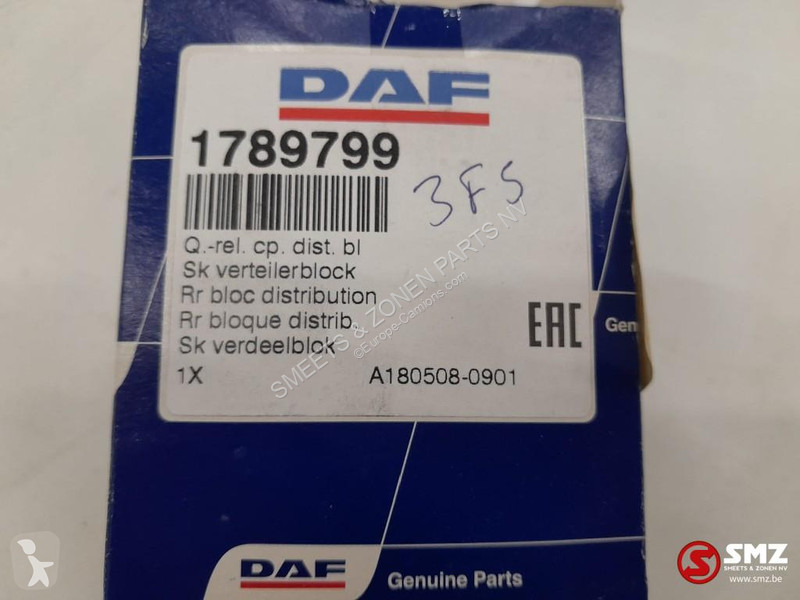 DAF
1789799
3FS
Q.-rel. cp. dist. bl
Sk verteilerblock
Rr bloc distribution
Rr bloque distrib.
Sk verdeelblok
1X A180508-0901
EAC
Genu
DAF Genuine Parts
SMEETS & ZONEN PARTS NV
©Europe-Camions.com
SMZ
SMEETS & ZONEN NV
www.smz.be